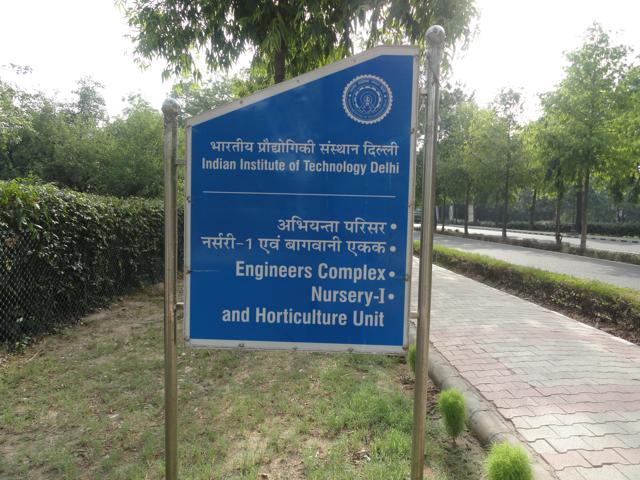 भारतीय प्रौद्योगिकी संस्थान दिल्ली
Indian Institute of Technology Delhi
अभियन्ता परिसर •
नर्सरी-1 एवं बागवानी एकक •
Engineers Complex •
Nursery-I •
and Horticulture Unit